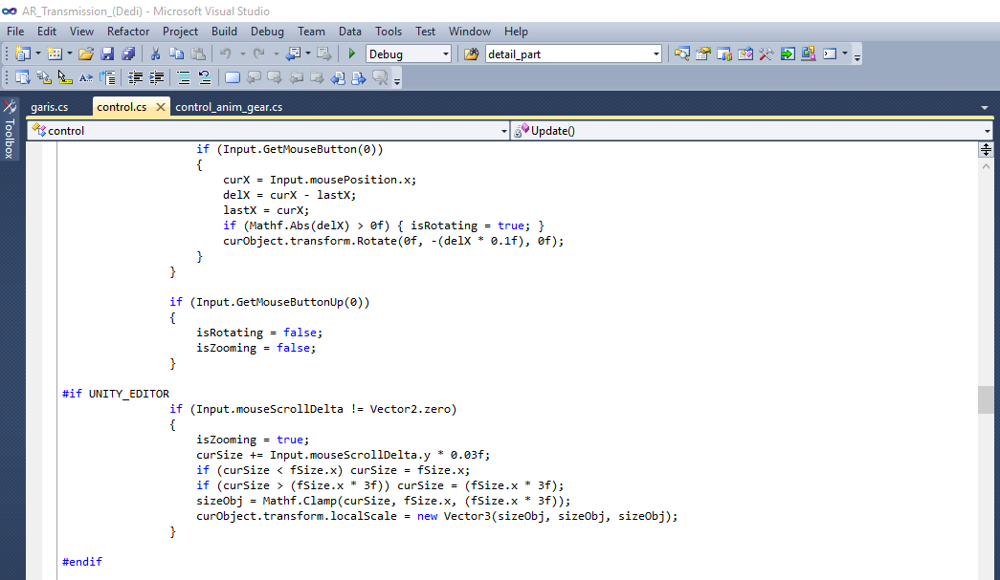 AR_Transmission_(Dedi) - Microsoft Visual Studio
File Edit View Refactor Project Build Debug Team Data Tools Test Window Help
Debug detail_part
garis.cs control.cs control_anim_gear.cs
Toolbox
control Update()
if (Input.GetMouseButton(0))
{
curX = Input.mousePosition.x;
delX = curX - lastX;
lastX = curX;
if (Mathf.Abs(delX) > 0f) { isRotating = true; }
curObject.transform.Rotate(0f, -(delX * 0.1f), 0f);
}
}
if (Input.GetMouseButtonUp(0))
{
isRotating = false;
isZooming = false;
}
#if UNITY_EDITOR
if (Input.mouseScrollDelta != Vector2.zero)
{
isZooming = true;
curSize += Input.mouseScrollDelta.y * 0.03f;
if (curSize < fSize.x) curSize = fSize.x;
if (curSize > (fSize.x * 3f)) curSize = (fSize.x * 3f);
sizeObj = Mathf.Clamp(curSize, fSize.x, (fSize.x * 3f));
curObject.transform.localScale = new Vector3(sizeObj, sizeObj, sizeObj);
}
#endif